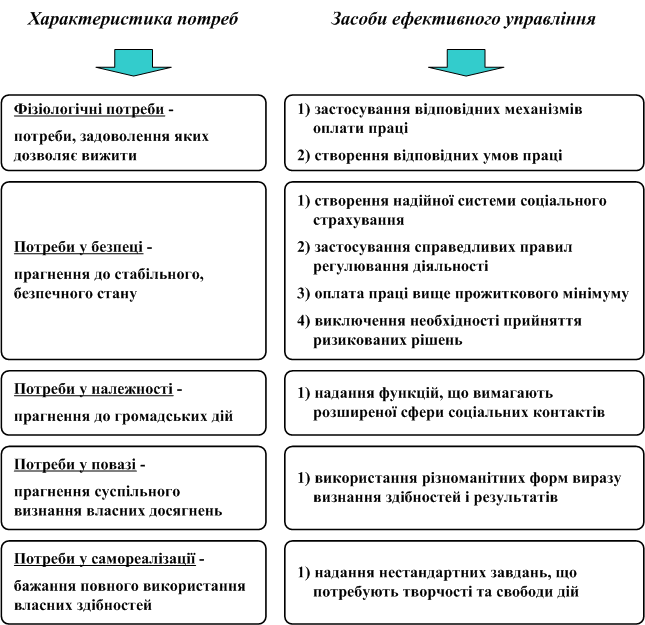 Характеристика потреб
Засоби ефективного управління
Фізіологічні потреби -
потреби, задоволення яких
дозволяє вижити
1) застосування відповідних механізмів
оплати праці
2) створення відповідних умов праці
Потреби у безпеці -
прагнення до стабільного,
безпечного стану
1) створення надійної системи соціального
страхування
2) застосування справедливих правил
регулювання діяльності
3) оплата праці вище прожиткового мінімуму
4) виключення необхідності прийняття
ризикованих рішень
Потреби у належності -
прагнення до громадських дій
1) надання функцій, що вимагають
розширеної сфери соціальних контактів
Потреби у повазі -
прагнення суспільного
визнання власних досягнень
1) використання різноманітних форм виразу
визнання здібностей і результатів
Потреби у самореалізації -
бажання повного використання
власних здібностей
1) надання нестандартних завдань, що
потребують творчості та свободи дій